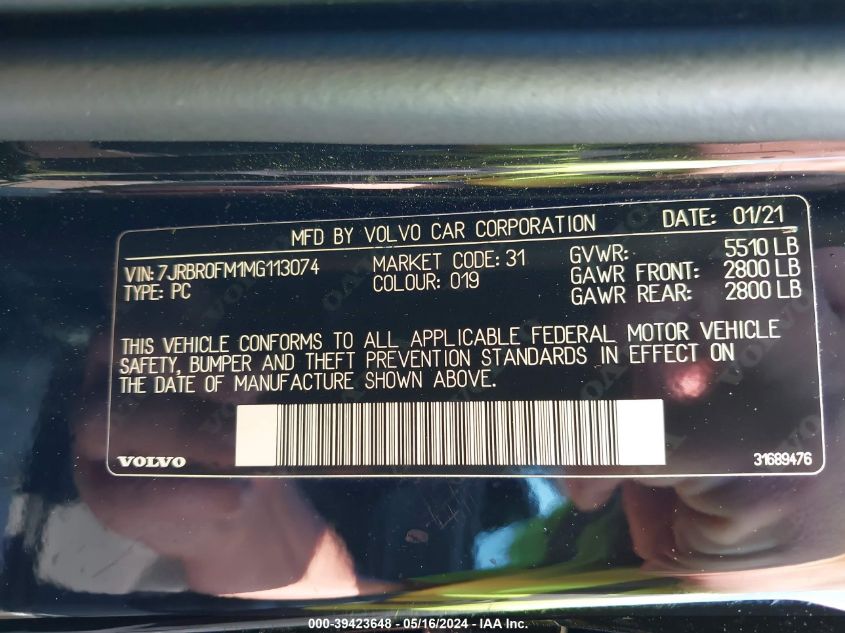 MFD BY VOLVO CAR CORPORATION DATE: 01/21
VIN: 7JRBR0FM1MG113074 MARKET CODE: 31 GVWR: 5510 LB
TYPE: PC COLOUR: 019 GAWR FRONT: 2800 LB
GAWR REAR: 2800 LB
THIS VEHICLE CONFORMS TO ALL APPLICABLE FEDERAL MOTOR VEHICLE
SAFETY, BUMPER AND THEFT PREVENTION STANDARDS IN EFFECT ON
THE DATE OF MANUFACTURE SHOWN ABOVE.
VOLVO 31689476
000-39423648 - 05/16/2024 - IAA Inc.